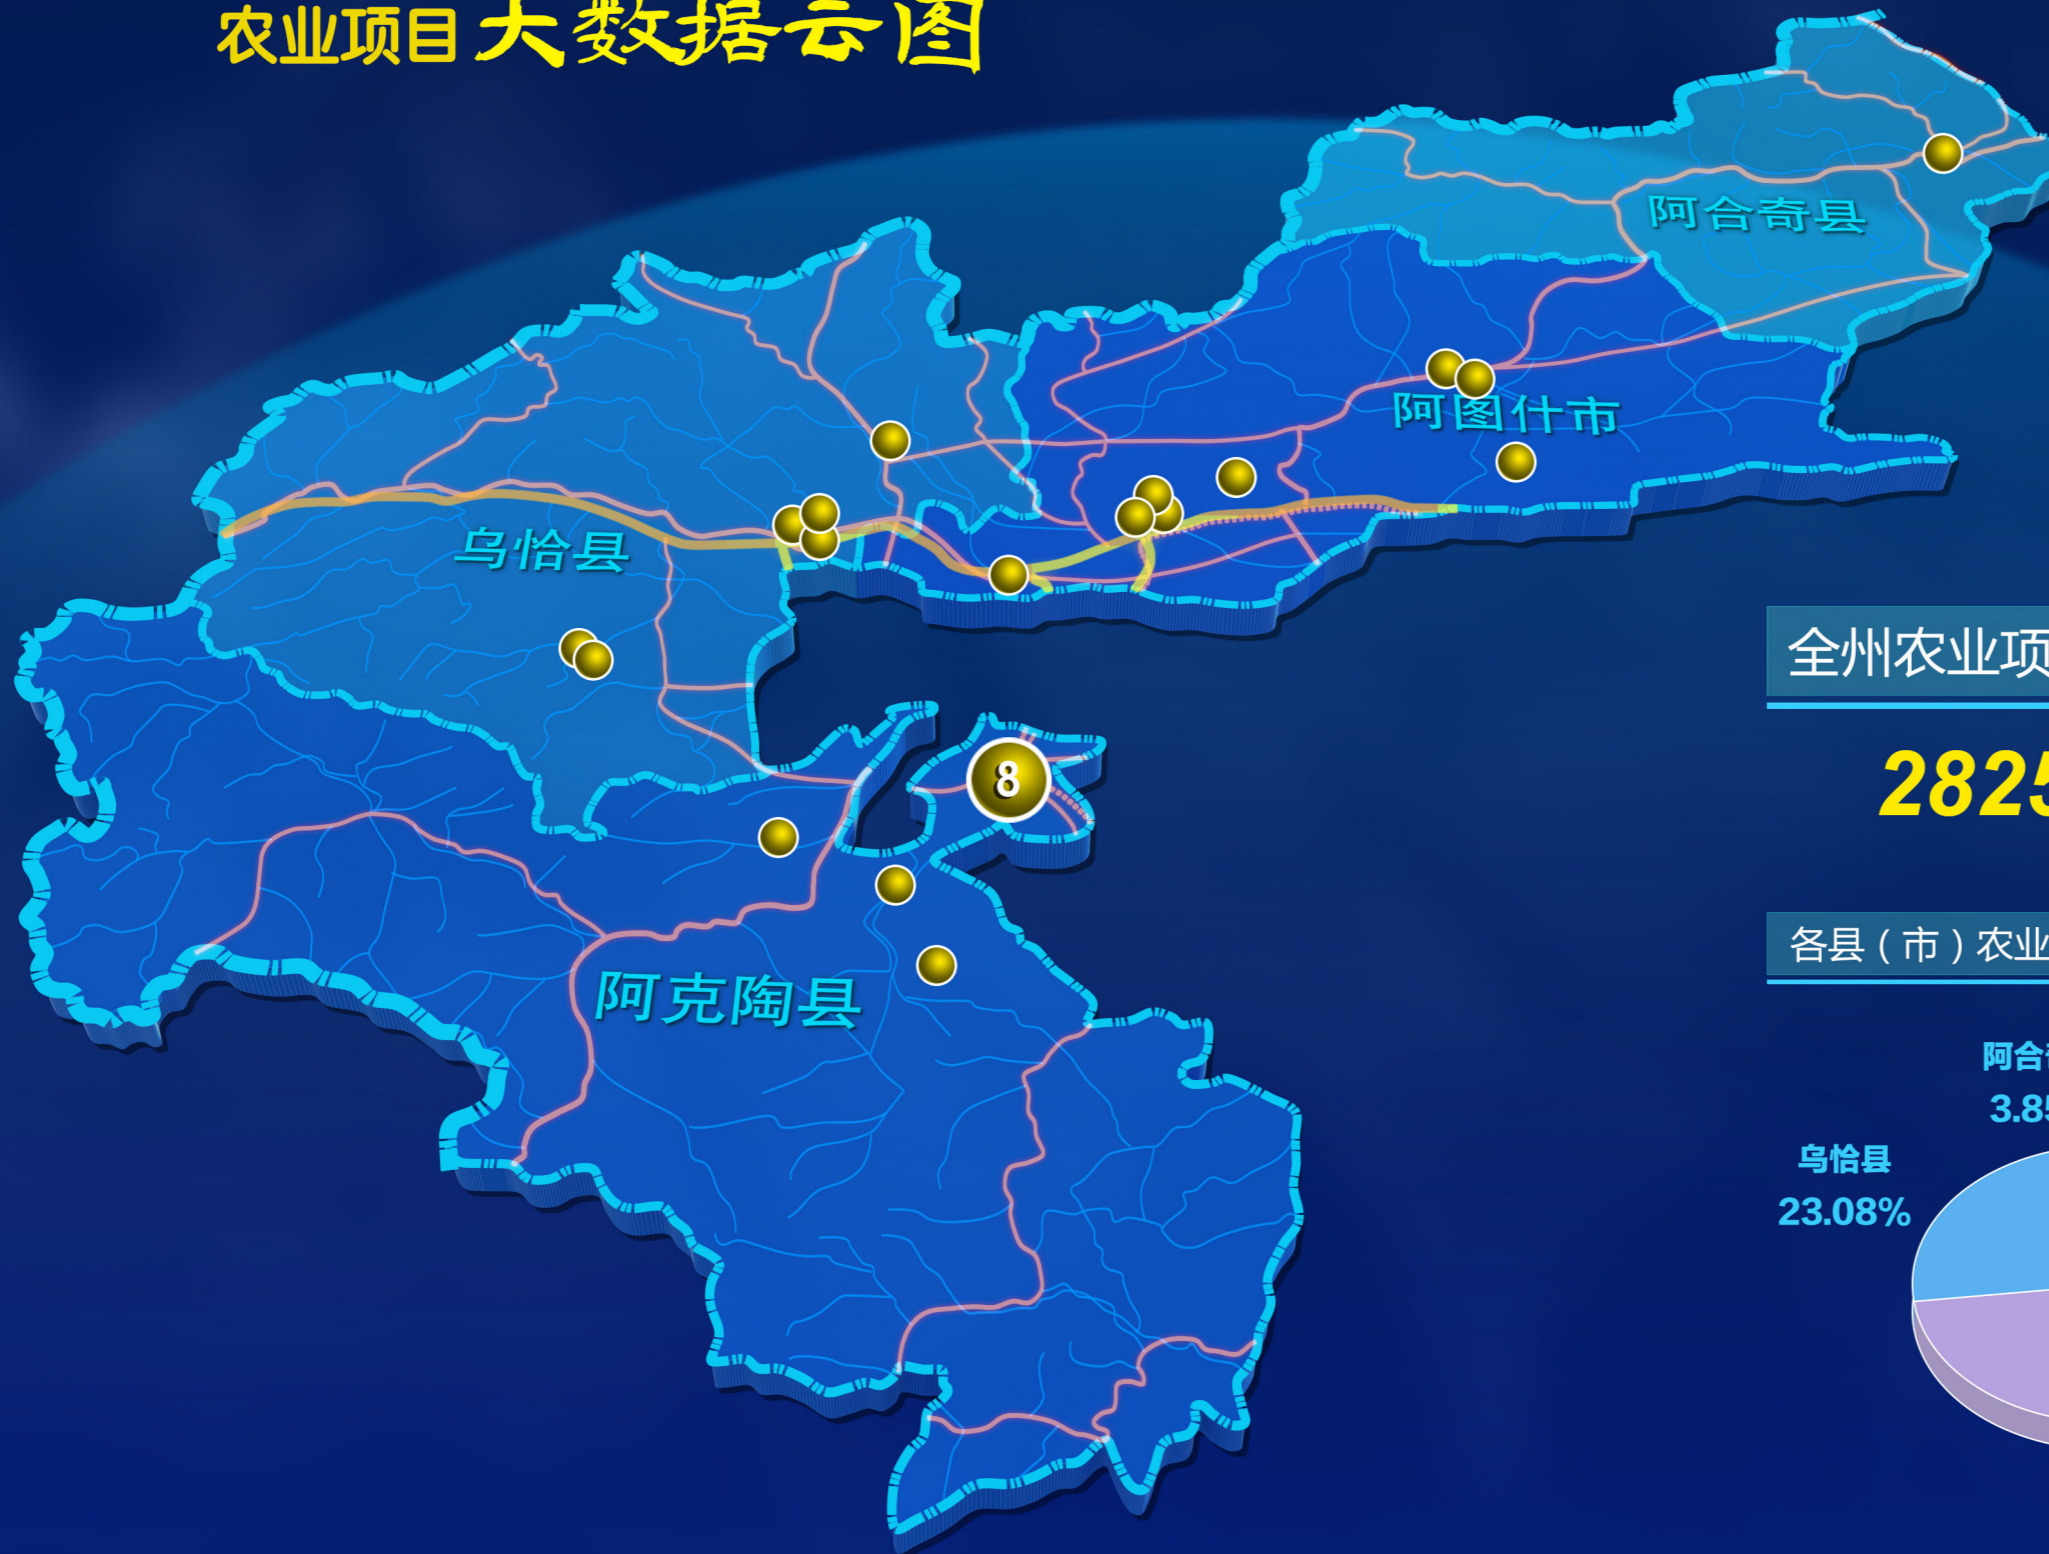 农业项目大数据云图
阿合奇县
阿图什市
乌恰县
全州农业项
8
2825
各县（市）农业
阿克陶县
阿合
3.8
乌恰县
23.08%